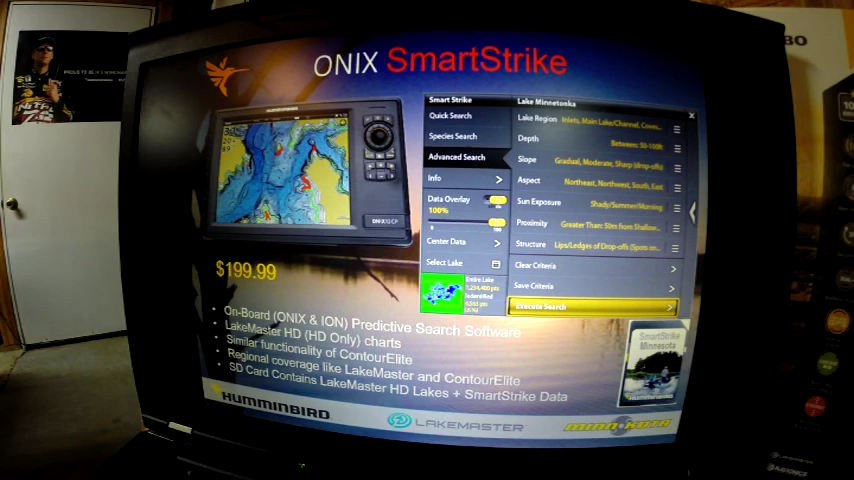 ONIX SmartStrike
Smart Strike
Lake Minnetonka
Quick Search
Species Search
Advanced Search
Info
Data Overlay
100%
Center Data
Select Lake
Entire Lake
1,234,400 pts
Lake Region Inlets, Main Lake/Channel, Coves...
Depth Between: 50-100ft
Slope Gradual, Moderate, Sharp (drop-offs)
Aspect Northeast, Northwest, South, East
Sun Exposure Shady/Summer/Morning
Proximity Greater Than: 50m from Shallow...
Structure Lips/Ledges of Drop-offs (Spots on...
Clear Criteria
Save Criteria
Execute Search
$199.99
• On-Board (ONIX & ION) Predictive Search Software
• LakeMaster HD (HD Only) charts
• Similar functionality of ContourElite
• Regional coverage like LakeMaster and ContourElite
• SD Card Contains LakeMaster HD Lakes + SmartStrike Data
SmartStrike
Minnesota
HUMMINBIRD
LAKEMASTER
MINN KOTA